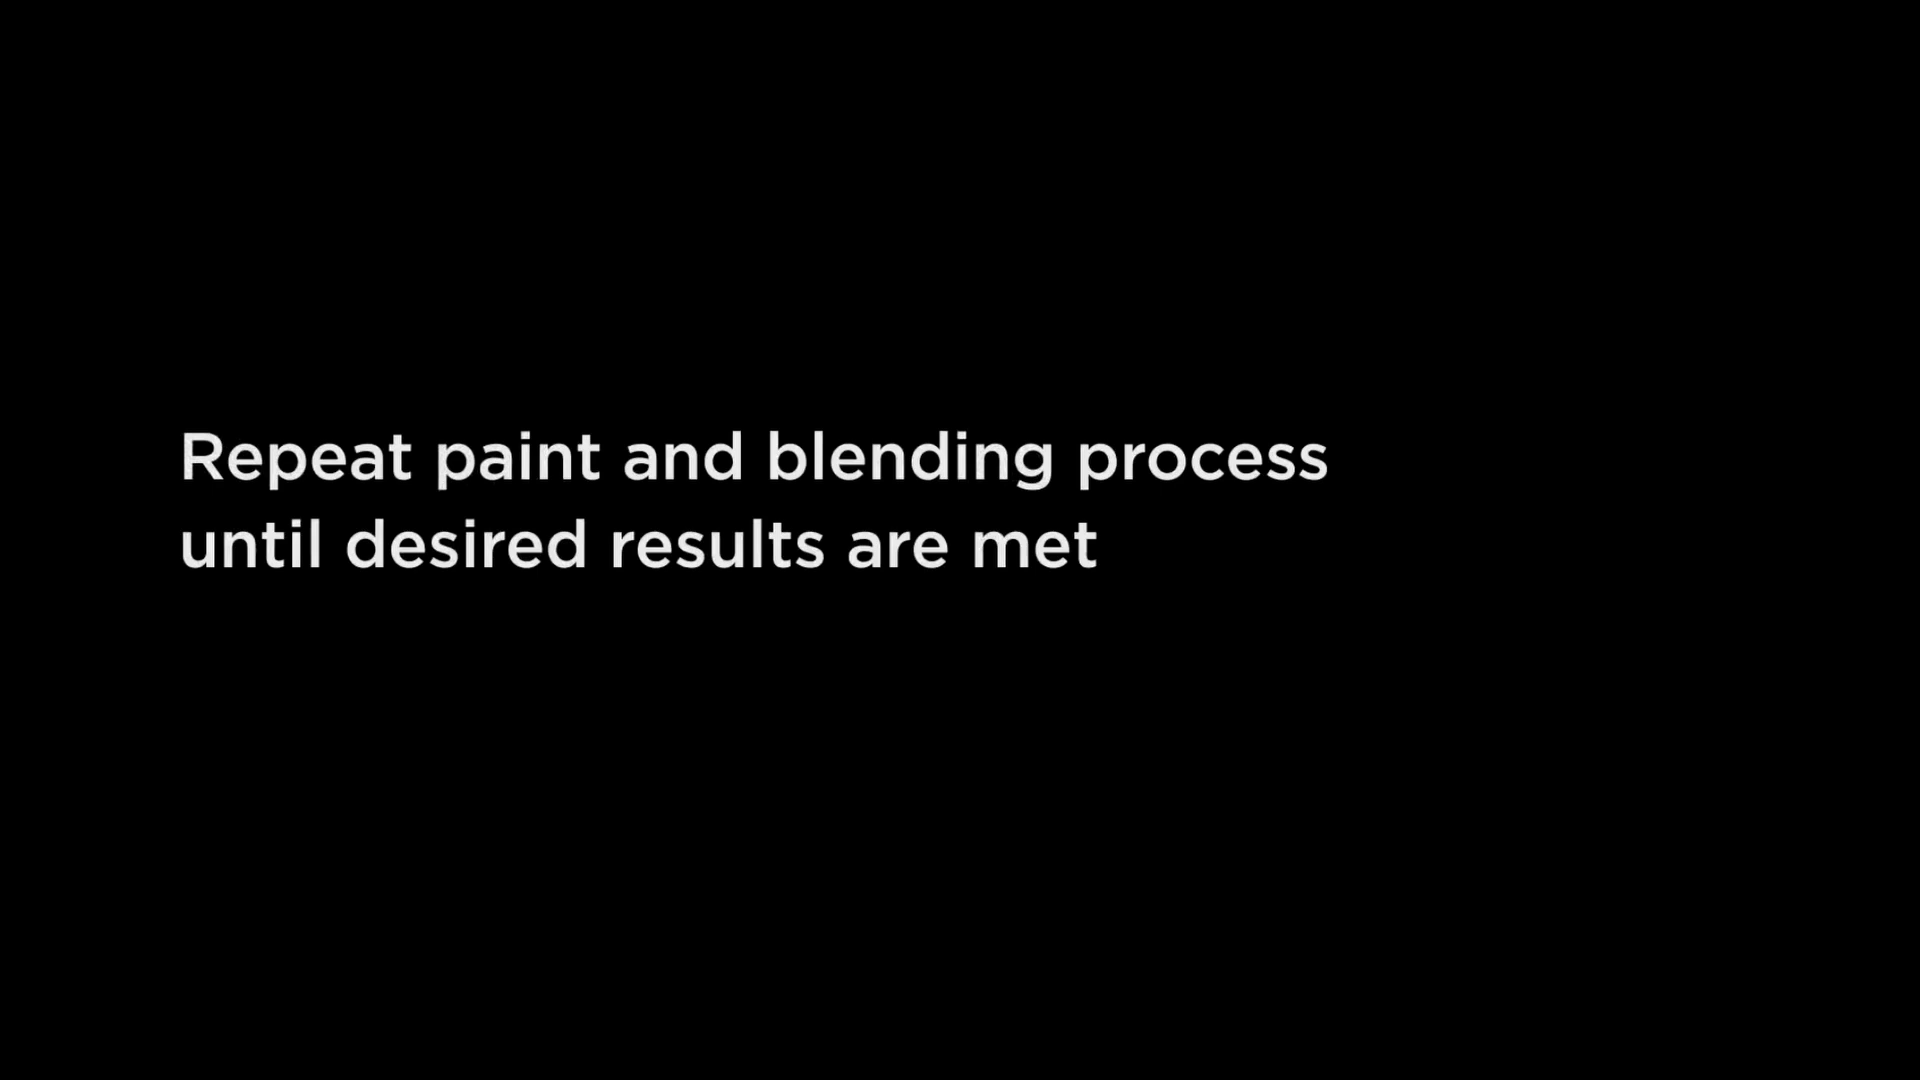 Repeat paint and blending process
until desired results are met